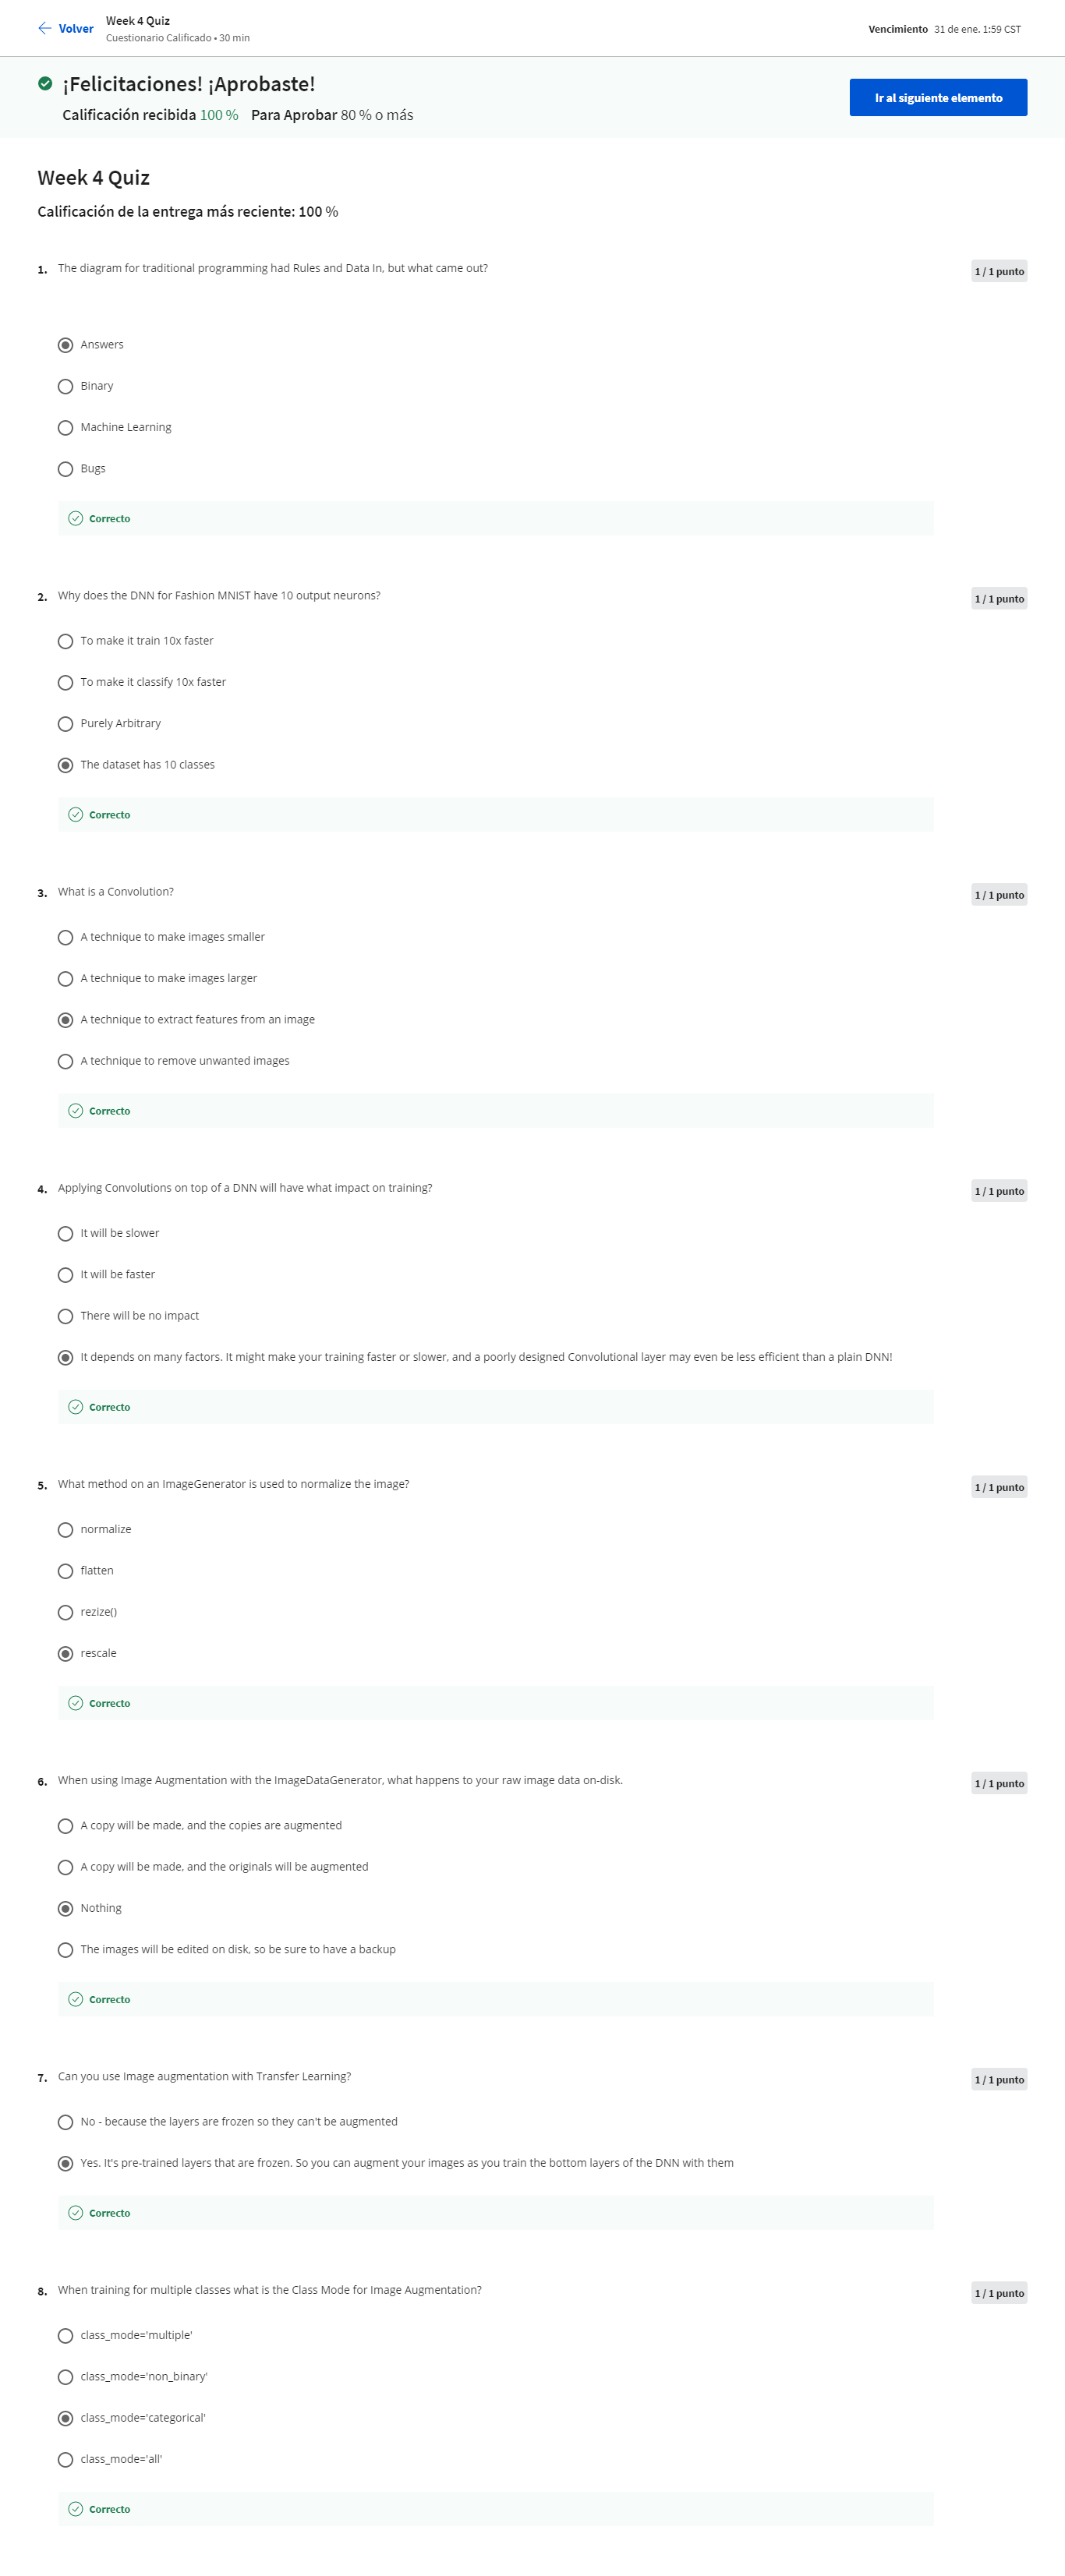 Volver
Week 4 Quiz
Cuestionario Calificado • 30 min
Vencimiento 31 de ene. 1:59 CST
¡Felicitaciones! ¡Aprobaste!
Calificación recibida 100 % Para Aprobar 80 % o más
Ir al siguiente elemento
Week 4 Quiz
Calificación de la entrega más reciente: 100 %
1. The diagram for traditional programming had Rules and Data In, but what came out?
1 / 1 punto
Answers
Binary
Machine Learning
Bugs
Correcto
2. Why does the DNN for Fashion MNIST have 10 output neurons?
1 / 1 punto
To make it train 10x faster
To make it classify 10x faster
Purely Arbitrary
The dataset has 10 classes
Correcto
3. What is a Convolution?
1 / 1 punto
A technique to make images smaller
A technique to make images larger
A technique to extract features from an image
A technique to remove unwanted images
Correcto
4. Applying Convolutions on top of a DNN will have what impact on training?
1 / 1 punto
It will be slower
It will be faster
There will be no impact
It depends on many factors. It might make your training faster or slower, and a poorly designed Convolutional layer may even be less efficient than a plain DNN!
Correcto
5. What method on an ImageGenerator is used to normalize the image?
1 / 1 punto
normalize
flatten
rezize()
rescale
Correcto
6. When using Image Augmentation with the ImageDataGenerator, what happens to your raw image data on-disk.
1 / 1 punto
A copy will be made, and the copies are augmented
A copy will be made, and the originals will be augmented
Nothing
The images will be edited on disk, so be sure to have a backup
Correcto
7. Can you use Image augmentation with Transfer Learning?
1 / 1 punto
No - because the layers are frozen so they can't be augmented
Yes. It's pre-trained layers that are frozen. So you can augment your images as you train the bottom layers of the DNN with them
Correcto
8. When training for multiple classes what is the Class Mode for Image Augmentation?
1 / 1 punto
class_mode='multiple'
class_mode='non_binary'
class_mode='categorical'
class_mode='all'
Correcto